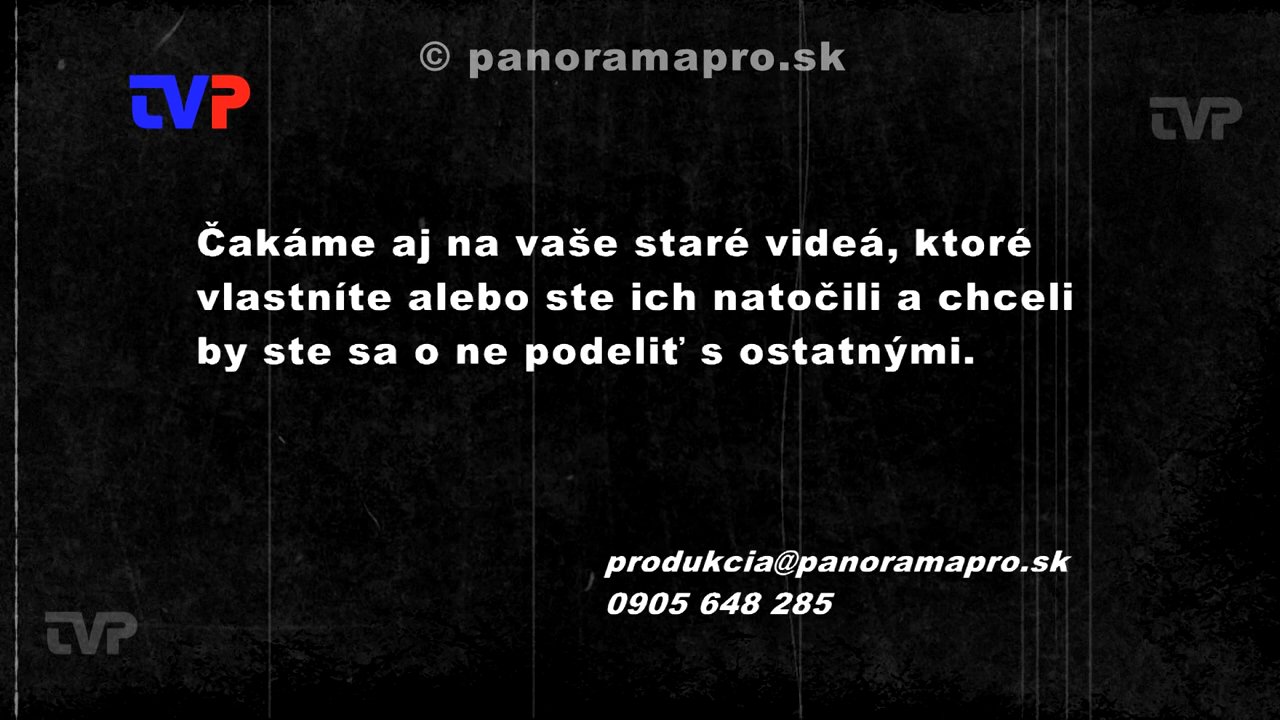 © panoramapro.sk
TVP
TVP
Čakáme aj na vaše staré videá, ktoré
vlastníte alebo ste ich natočili a chceli
by ste sa o ne podeliť s ostatnými.
produkcia@panoramapro.sk
0905 648 285
TVP